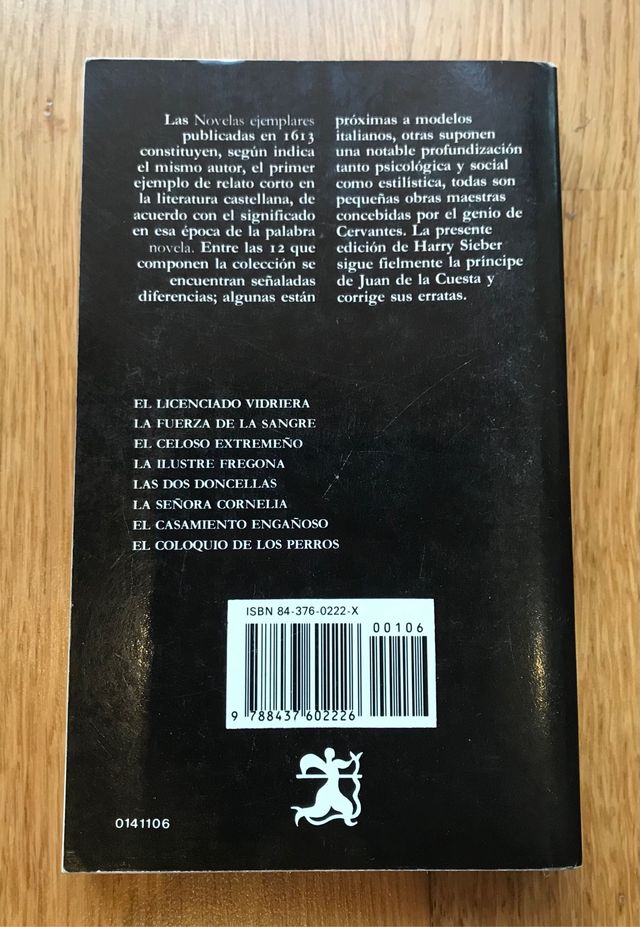 Las Novelas ejemplares
publicadas en 1613
constituyen, según indica
el mismo autor, el primer
ejemplo de relato corto en
la literatura castellana, de
acuerdo con el significado
en esa época de la palabra
novela. Entre las 12 que
componen la colección se
encuentran señaladas
diferencias; algunas están
próximas a modelos
italianos, otras suponen
una notable profundización
tanto psicológica y social
como estilística, todas son
pequeñas obras maestras
concebidas por el genio de
Cervantes. La presente
edición de Harry Sieber
sigue fielmente la príncipe
de Juan de la Cuesta y
corrige sus erratas.
EL LICENCIADO VIDRIERA
LA FUERZA DE LA SANGRE
EL CELOSO EXTREMEÑO
LA ILUSTRE FREGONA
LAS DOS DONCELLAS
LA SEÑORA CORNELIA
EL CASAMIENTO ENGAÑOSO
EL COLOQUIO DE LOS PERROS
ISBN 84-376-0222-X
00106
9 788437 602226
0141106